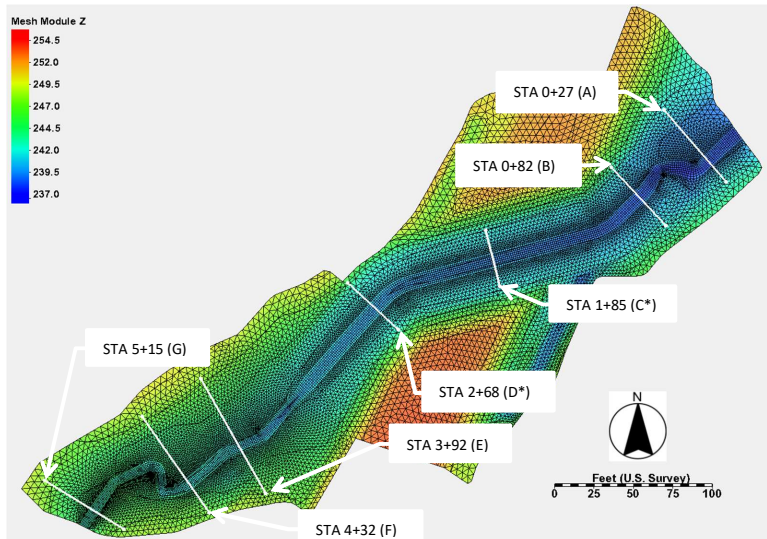 Mesh Module Z
254.5
252.0
249.5
247.0
244.5
242.0
239.5
237.0
STA 0+27 (A)
STA 0+82 (B)
STA 1+85 (C*)
STA 5+15 (G)
STA 2+68 (D*)
STA 3+92 (E)
STA 4+32 (F)
N
Feet (U.S. Survey)
0 25 50 75 100